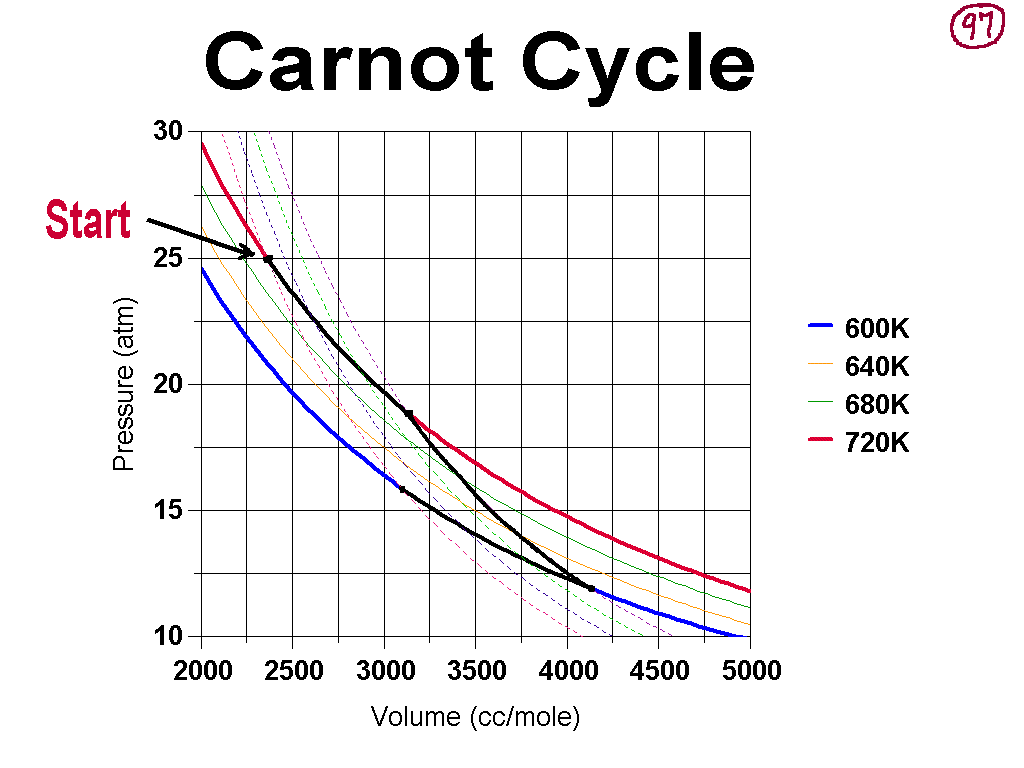 97
Carnot Cycle
30
25
20
15
10
Start
Pressure (atm)
2000 2500 3000 3500 4000 4500 5000
Volume (cc/mole)
600K
640K
680K
720K